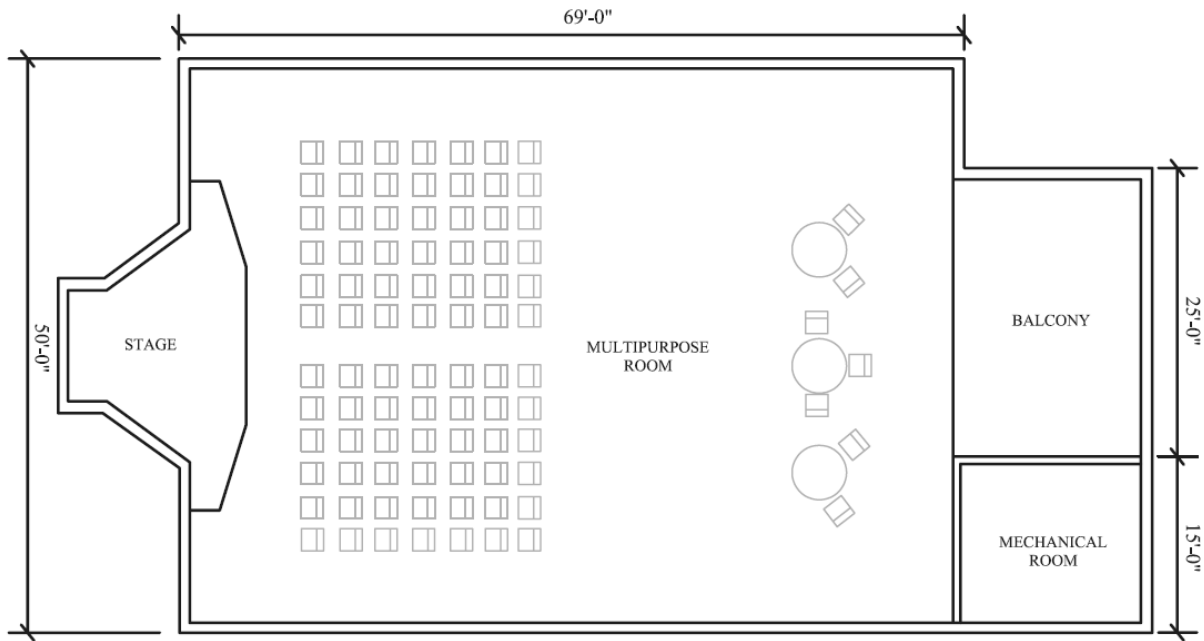 69'-0"
50'-0"
STAGE
MULTIPURPOSE
ROOM
BALCONY
25'-0"
MECHANICAL
ROOM
15'-0"